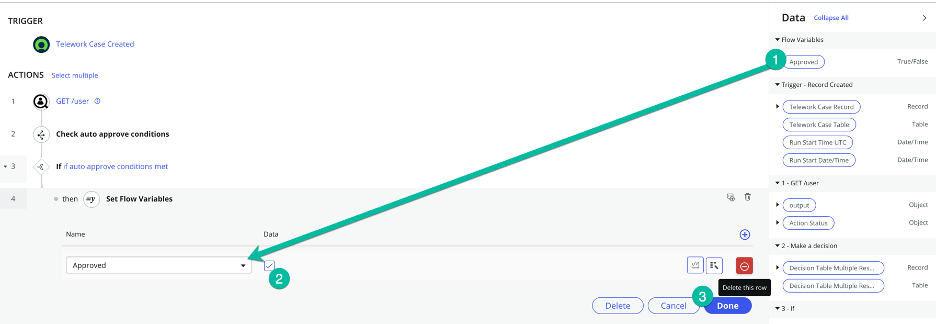 TRIGGER
Telework Case Created
ACTIONS Select multiple
1 GET /user
2 Check auto approve conditions
3 If if auto approve conditions met
4 then =y Set Flow Variables
Name Data
Approved
2
Delete this row
3
Delete Cancel Done
Data Collapse All
Flow Variables
1 Approved True/False
Trigger - Record Created
Telework Case Record Record
Telework Case Table Table
Run Start Time UTC Date/Time
Run Start Date/Time Date/Time
1 - GET /user
output Object
Action Status Object
2 - Make a decision
Decision Table Multiple Res... Record
Decision Table Multiple Res... Table
3 - If